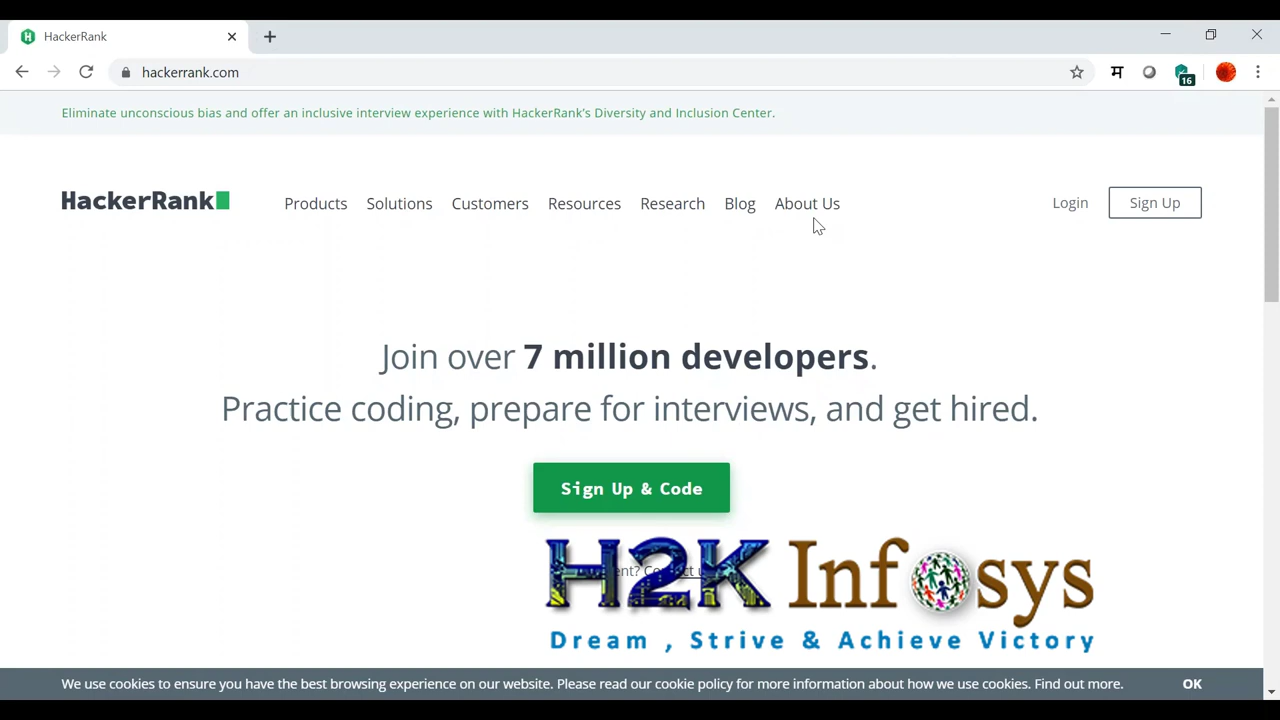 HackerRank
hackerrank.com
म
16
Eliminate unconscious bias and offer an inclusive interview experience with HackerRank's Diversity and Inclusion Center.
HackerRank
Products Solutions Customers Resources Research Blog About Us Login Sign Up
Join over 7 million developers.
Practice coding, prepare for interviews, and get hired.
Sign Up & Code
H2K Infosys
Dream , Strive & Achieve Victory
We use cookies to ensure you have the best browsing experience on our website. Please read our cookie policy for more information about how we use cookies. Find out more. OK